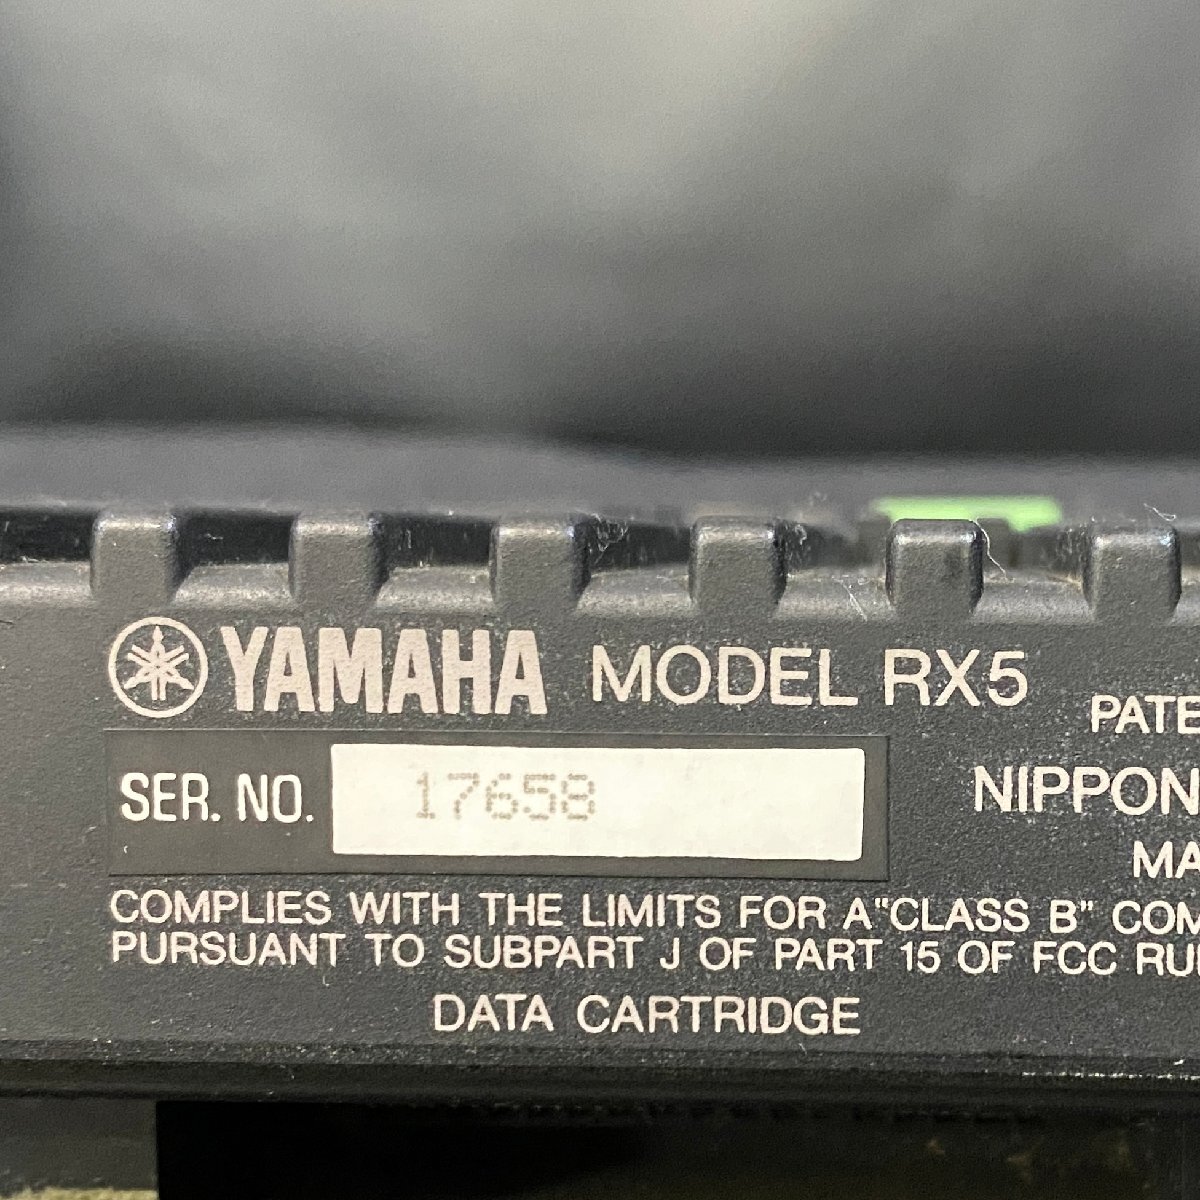 YAMAHA MODEL RX5
PATE
SER. NO. 17658
NIPPON
MA
COMPLIES WITH THE LIMITS FOR A "CLASS B" COM
PURSUANT TO SUBPART J OF PART 15 OF FCC RU
DATA CARTRIDGE